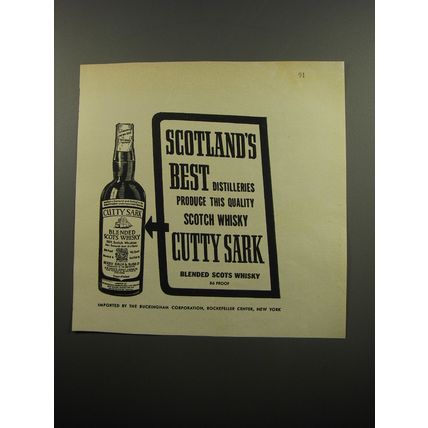 91
SCOTLAND'S
BEST DISTILLERIES
PRODUCE THIS QUALITY
SCOTCH WHISKY
CUTTY SARK
BLENDED SCOTS WHISKY
86 PROOF
CUTTY SARK
BLENDED
SCOTS WHISKY
IMPORTED BY THE BUCKINGHAM CORPORATION, ROCKEFELLER CENTER, NEW YORK